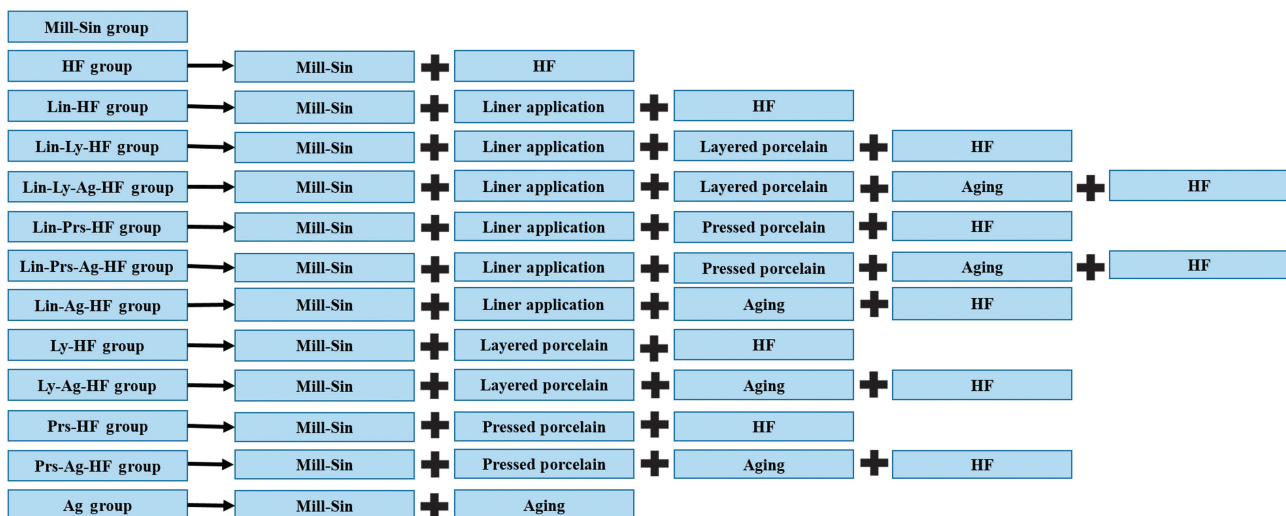 Mill-Sin group
HF group Mill-Sin + HF
Lin-HF group Mill-Sin + Liner application + HF
Lin-Ly-HF group Mill-Sin + Liner application + Layered porcelain + HF
Lin-Ly-Ag-HF group Mill-Sin + Liner application + Layered porcelain + Aging + HF
Lin-Prs-HF group Mill-Sin + Liner application + Pressed porcelain + HF
Lin-Prs-Ag-HF group Mill-Sin + Liner application + Pressed porcelain + Aging + HF
Lin-Ag-HF group Mill-Sin + Liner application + Aging + HF
Ly-HF group Mill-Sin + Layered porcelain + HF
Ly-Ag-HF group Mill-Sin + Layered porcelain + Aging + HF
Prs-HF group Mill-Sin + Pressed porcelain + HF
Prs-Ag-HF group Mill-Sin + Pressed porcelain + Aging + HF
Ag group Mill-Sin + Aging